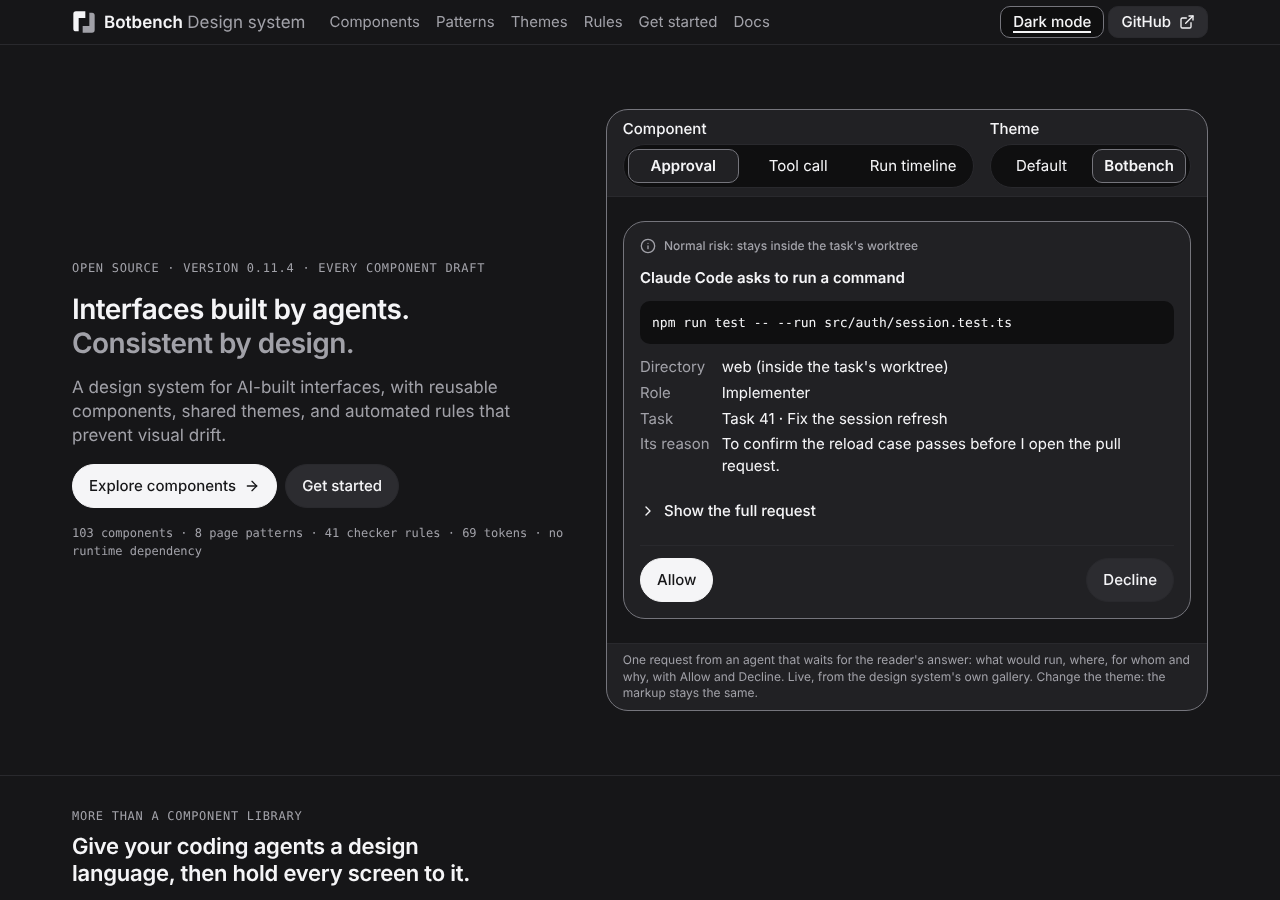 Botbench Design system
Components
Patterns
Themes
Rules
Get started
Docs
Dark mode
GitHub
OPEN SOURCE · VERSION 0.11.4 · EVERY COMPONENT DRAFT
Interfaces built by agents.
Consistent by design.
A design system for AI-built interfaces, with reusable
components, shared themes, and automated rules that
prevent visual drift.
Explore components
Get started
103 components · 8 page patterns · 41 checker rules · 69 tokens · no
runtime dependency
Component
Approval
Tool call
Run timeline
Theme
Default
Botbench
Normal risk: stays inside the task's worktree
Claude Code asks to run a command
npm run test -- --run src/auth/session.test.ts
Directory web (inside the task's worktree)
Role Implementer
Task Task 41 · Fix the session refresh
Its reason To confirm the reload case passes before I open the pull
request.
Show the full request
Allow
Decline
One request from an agent that waits for the reader's answer: what would run, where, for whom and
why, with Allow and Decline. Live, from the design system's own gallery. Change the theme: the
markup stays the same.
MORE THAN A COMPONENT LIBRARY
Give your coding agents a design
language, then hold every screen to it.